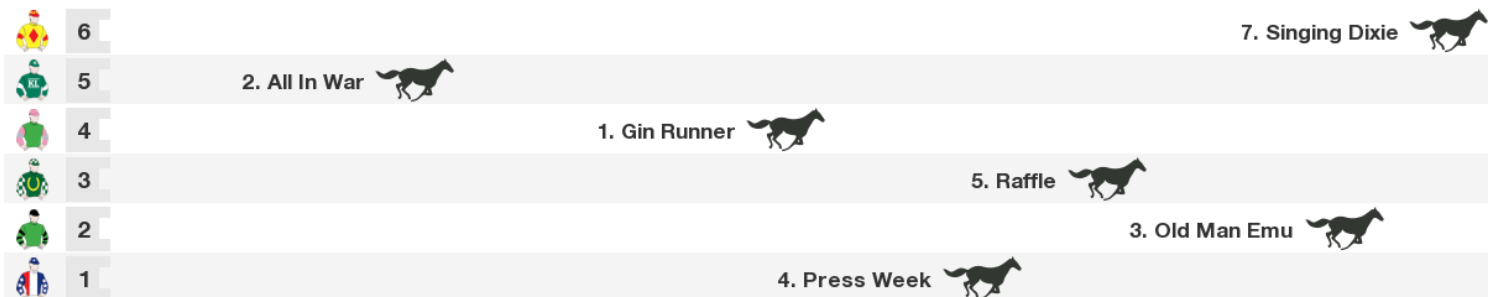 6 7. Singing Dixie
KL 5 2. All In War
4 1. Gin Runner
3 5. Raffle
2 3. Old Man Emu
1 4. Press Week